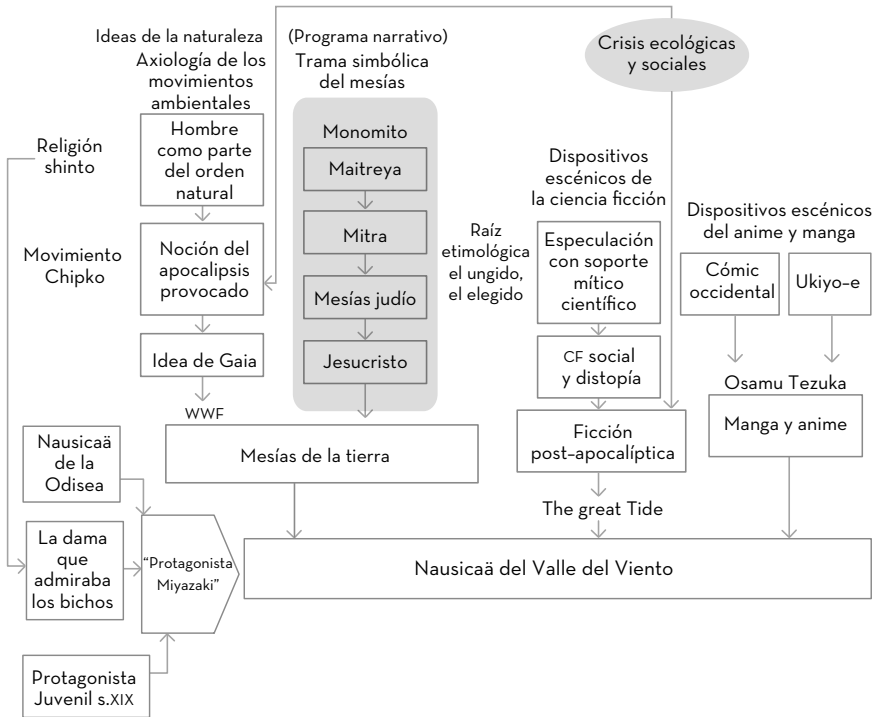 Ideas de la naturaleza
Axiología de los
movimientos
ambientales
(Programa narrativo)
Trama simbólica
del mesías
Crisis ecológicas
y sociales
Religión
shinto
Hombre
como parte
del orden
natural
Movimiento
Chipko
Noción del
apocalipsis
provocado
Idea de Gaia
WWF
Monomito
Maitreya
Mitra
Mesías judío
Jesucristo
Raíz
etimológica
el ungido,
el elegido
Mesías de la tierra
Dispositivos
escénicos de
la ciencia ficción
Especulación
con soporte
mítico
científico
CF social
y distopía
Ficción
post-apocalíptica
The great Tide
Dispositivos escénicos
del anime y manga
Cómic
occidental
Ukiyo-e
Osamu Tezuka
Manga y anime
Nausicaä
de la
Odisea
La dama
que
admiraba
los bichos
Protagonista
Juvenil s.XIX
“Protagonista
Miyazaki”
Nausicaä del Valle del Viento